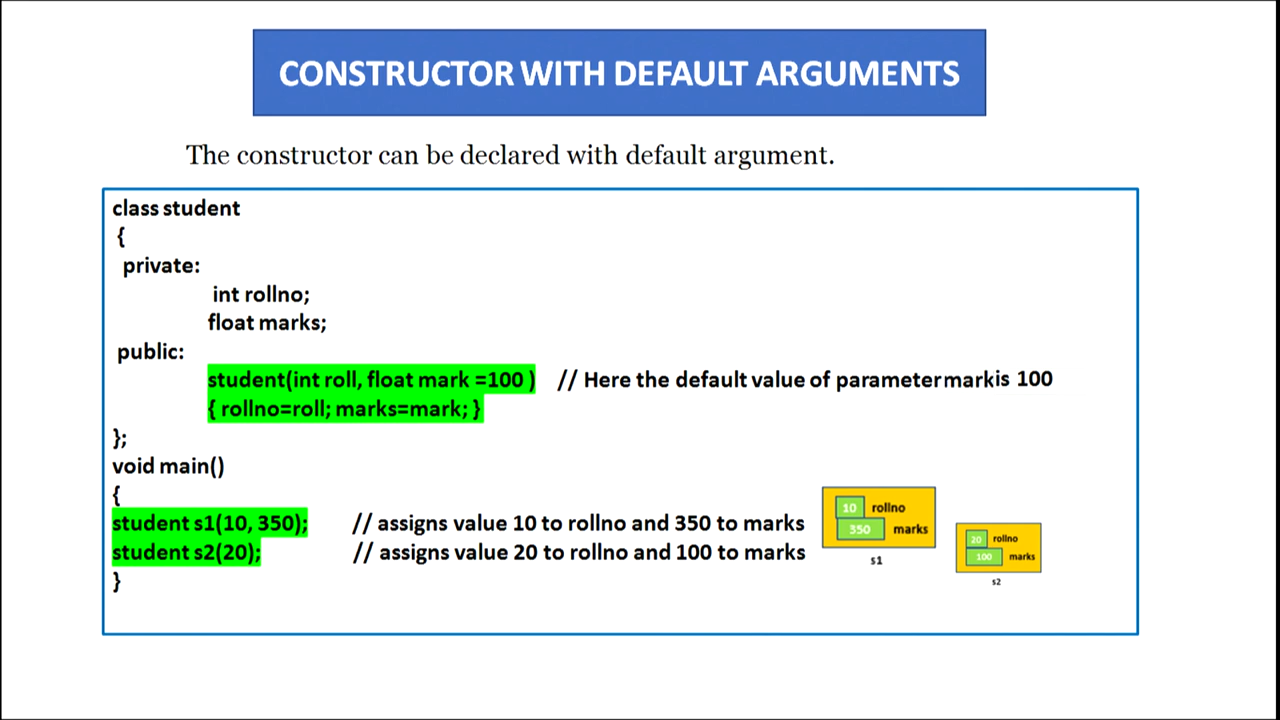 CONSTRUCTOR WITH DEFAULT ARGUMENTS
The constructor can be declared with default argument.
class student
{
private:
int rollno;
float marks;
public:
student(int roll, float mark =100 ) // Here the default value of parametermarkis 100
{ rollno=roll; marks=mark; }
};
void main()
{
student s1(10, 350); // assigns value 10 to rollno and 350 to marks
student s2(20); // assigns value 20 to rollno and 100 to marks
}
10 rollno
350 marks
s1
20 rollno
100 marks
s2